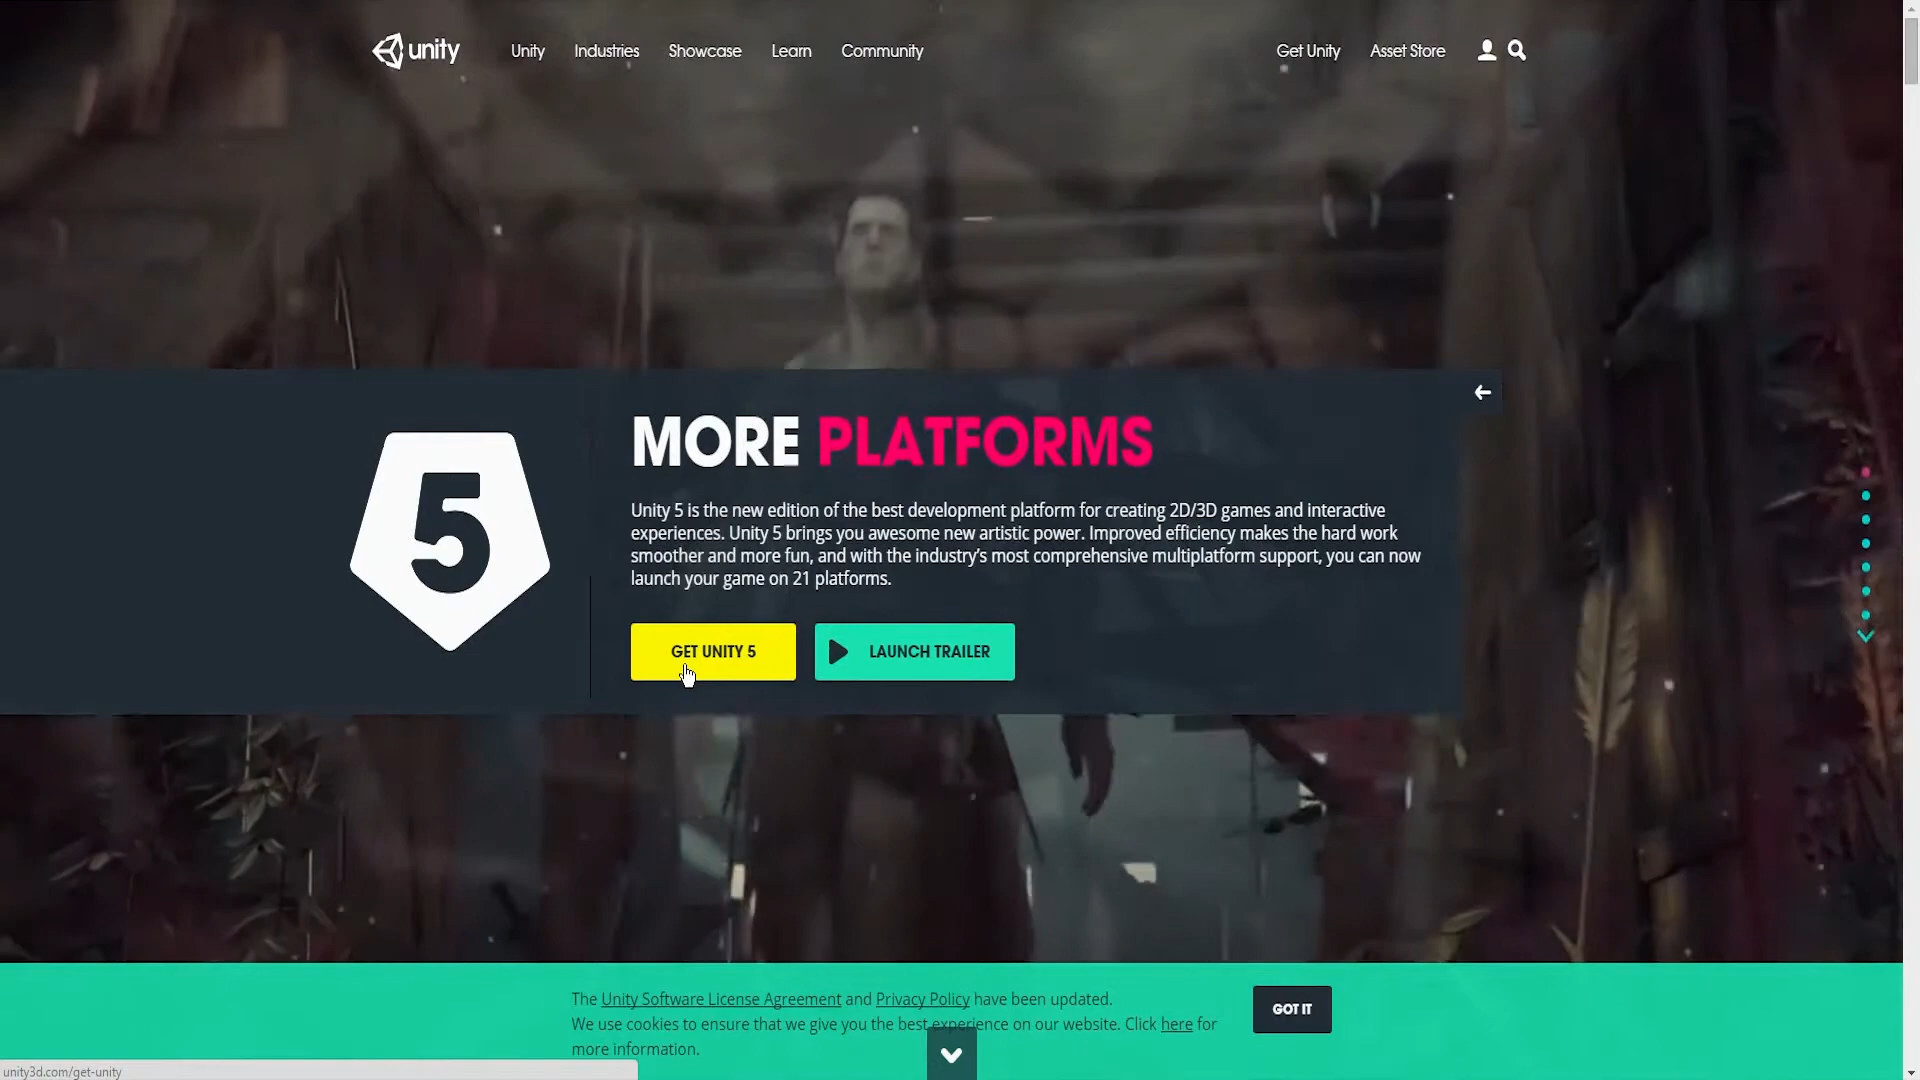 unity
Unity
Industries
Showcase
Learn
Community
Get Unity
Asset Store
5
MORE PLATFORMS
Unity 5 is the new edition of the best development platform for creating 2D/3D games and interactive
experiences. Unity 5 brings you awesome new artistic power. Improved efficiency makes the hard work
smoother and more fun, and with the industry's most comprehensive multiplatform support, you can now
launch your game on 21 platforms.
GET UNITY 5
LAUNCH TRAILER
The Unity Software License Agreement and Privacy Policy have been updated.
We use cookies to ensure that we give you the best experience on our website. Click here for
more information.
GOT IT
unity3d.com/get-unity